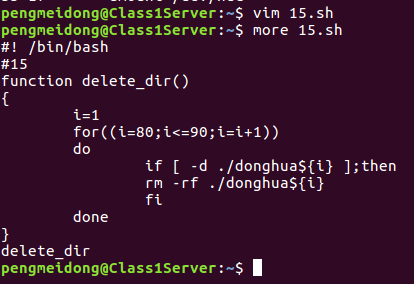 pengmeidong@Class1Server:~$ vim 15.sh
pengmeidong@Class1Server:~$ more 15.sh
#! /bin/bash
#15
function delete_dir()
{
        i=1
        for((i=80;i<=90;i=i+1))
        do
                if [ -d ./donghua${i} ];then
                rm -rf ./donghua${i}
                fi
        done
}
delete_dir
pengmeidong@Class1Server:~$